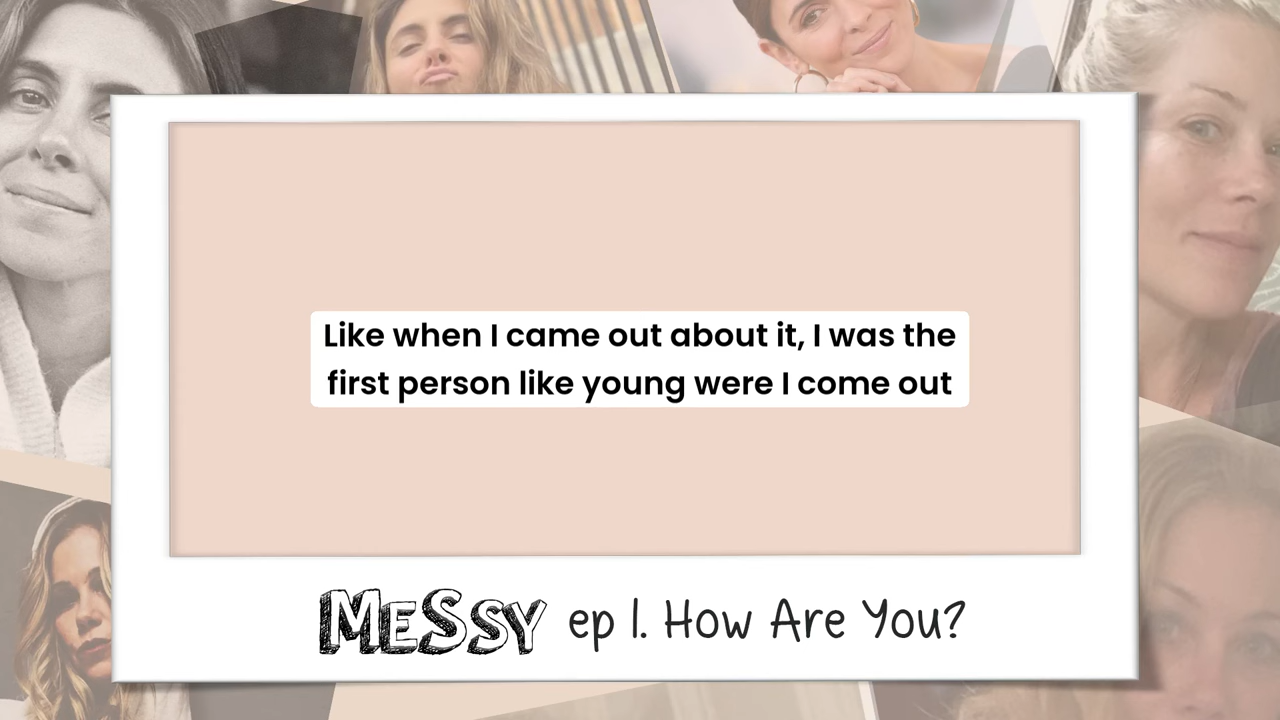 Like when I came out about it, I was the
first person like young were I come out
MESSY ep 1. How Are You?